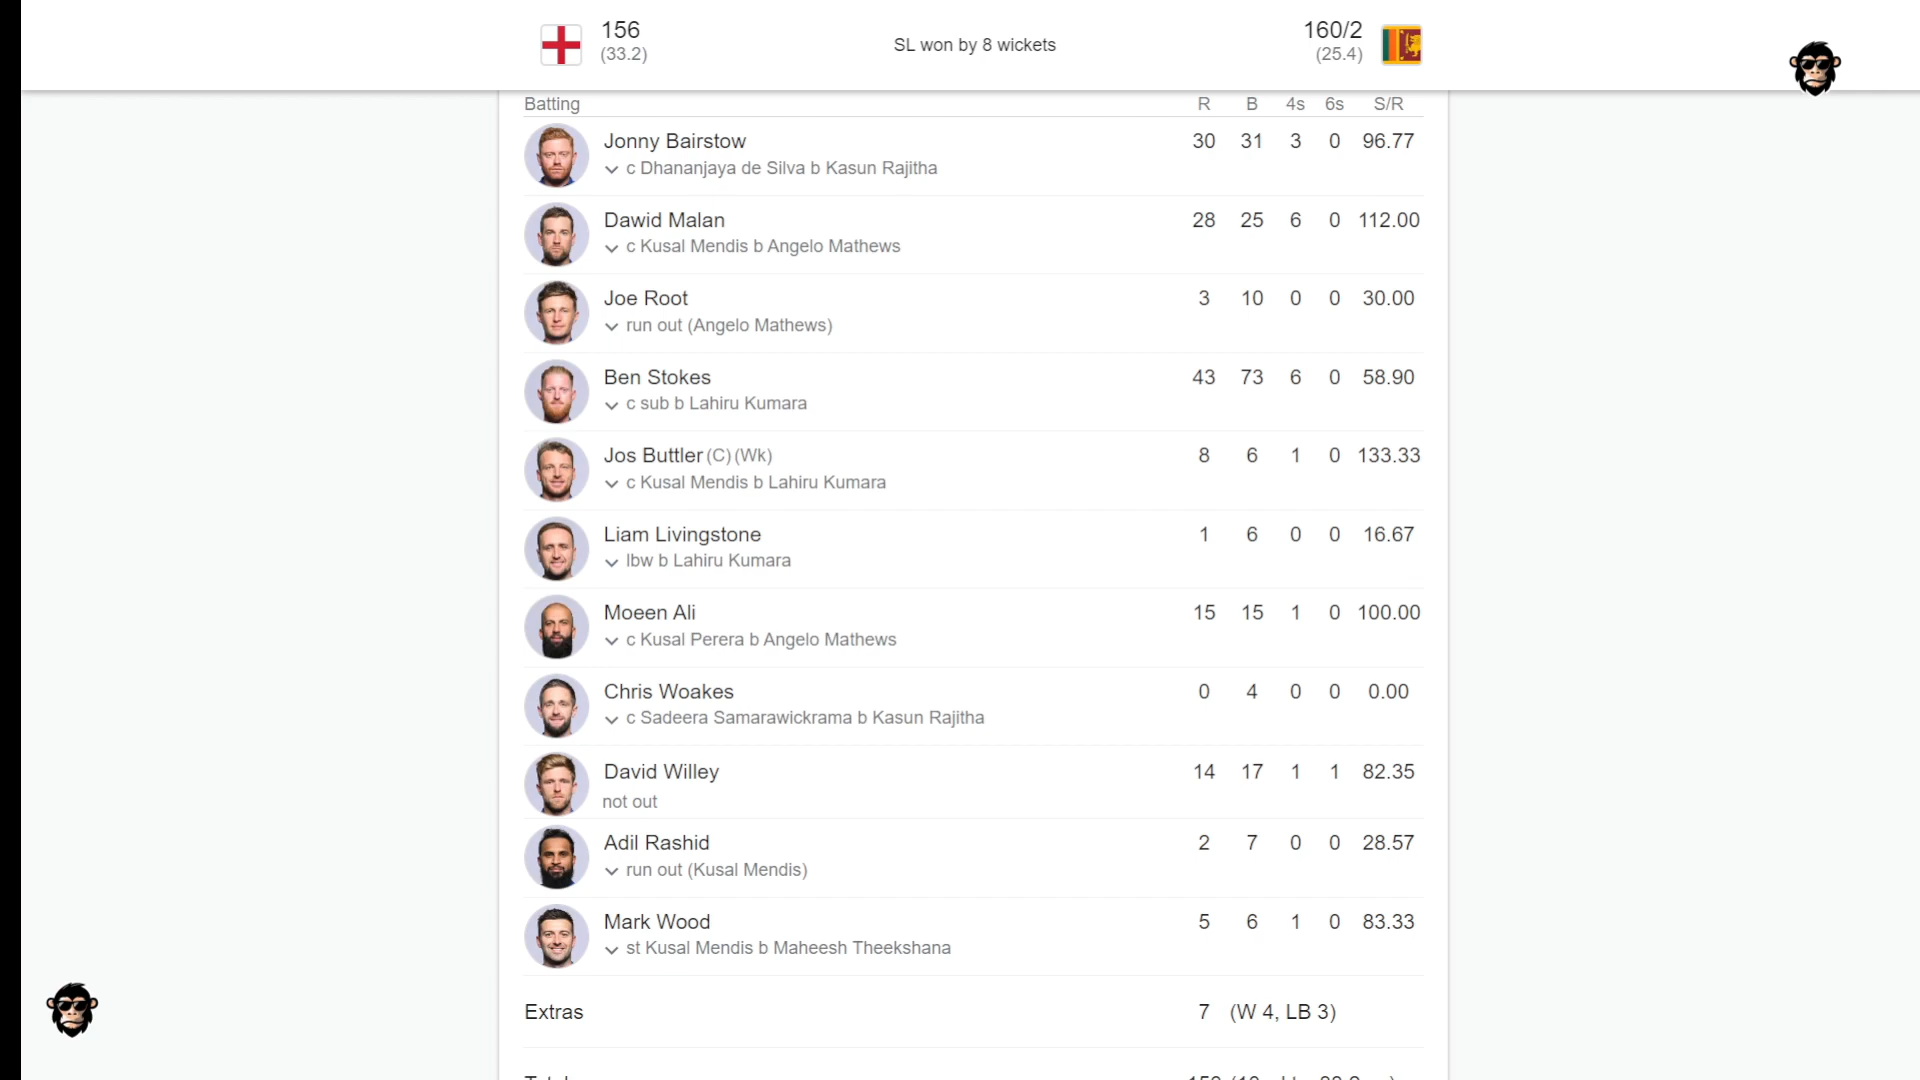 156
(33.2)
SL won by 8 wickets
160/2
(25.4)
Batting R B 4s 6s S/R
Jonny Bairstow 30 31 3 0 96.77
c Dhananjaya de Silva b Kasun Rajitha
Dawid Malan 28 25 6 0 112.00
c Kusal Mendis b Angelo Mathews
Joe Root 3 10 0 0 30.00
run out (Angelo Mathews)
Ben Stokes 43 73 6 0 58.90
c sub b Lahiru Kumara
Jos Buttler (C) (Wk) 8 6 1 0 133.33
c Kusal Mendis b Lahiru Kumara
Liam Livingstone 1 6 0 0 16.67
lbw b Lahiru Kumara
Moeen Ali 15 15 1 0 100.00
c Kusal Perera b Angelo Mathews
Chris Woakes 0 4 0 0 0.00
c Sadeera Samarawickrama b Kasun Rajitha
David Willey 14 17 1 1 82.35
not out
Adil Rashid 2 7 0 0 28.57
run out (Kusal Mendis)
Mark Wood 5 6 1 0 83.33
st Kusal Mendis b Maheesh Theekshana
Extras 7 (W 4, LB 3)